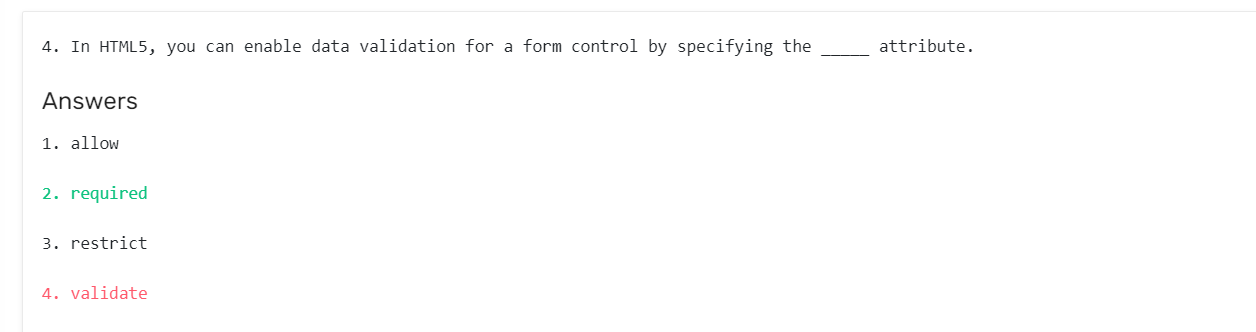 4. In HTML5, you can enable data validation for a form control by specifying the _____ attribute.
Answers
1. allow
2. required
3. restrict
4. validate